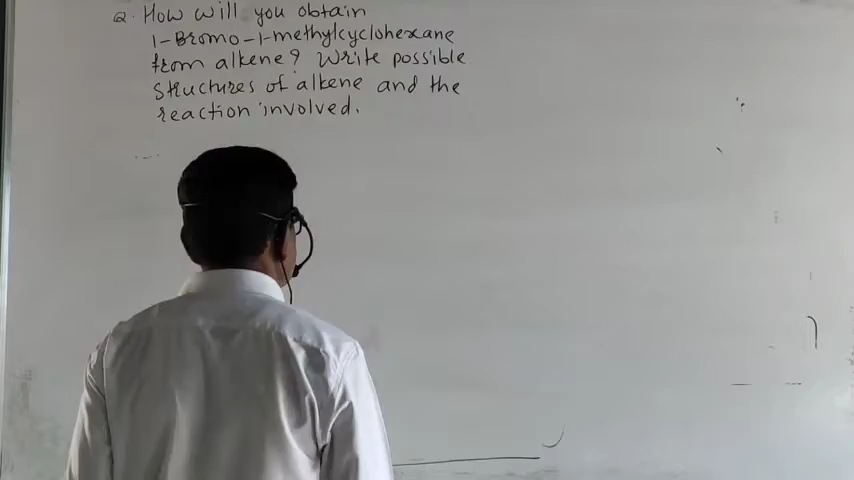 Q. How will you obtain
1-Bromo-1-methylcyclohexane
from alkene? Write possible
structures of alkene and the
reaction involved.